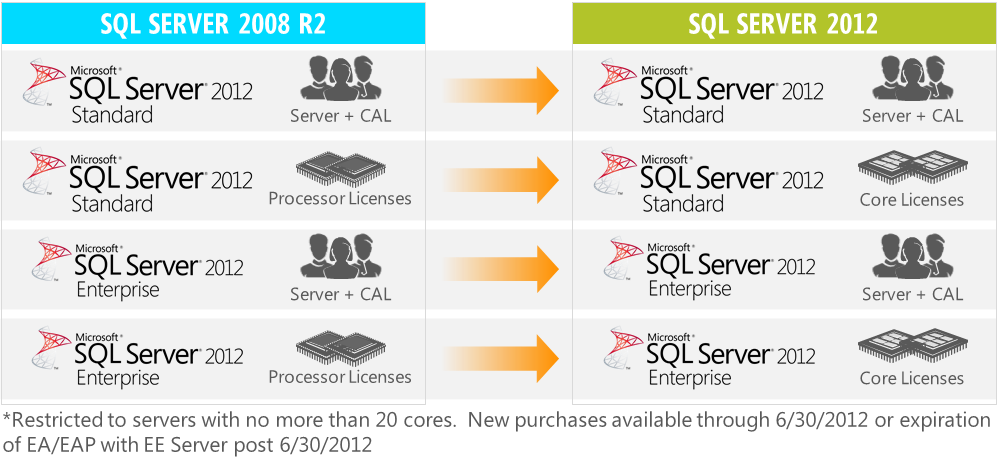 SQL SERVER 2008 R2
SQL SERVER 2012
Microsoft®
SQL Server® 2012
Standard
Server + CAL
Microsoft®
SQL Server® 2012
Standard
Server + CAL
Microsoft®
SQL Server® 2012
Standard
Processor Licenses
Microsoft®
SQL Server® 2012
Standard
Core Licenses
Microsoft®
SQL Server® 2012
Enterprise
Server + CAL
Microsoft®
SQL Server® 2012
Enterprise
Server + CAL
Microsoft®
SQL Server® 2012
Enterprise
Processor Licenses
Microsoft®
SQL Server® 2012
Enterprise
Core Licenses
*Restricted to servers with no more than 20 cores.  New purchases available through 6/30/2012 or expiration
of EA/EAP with EE Server post 6/30/2012